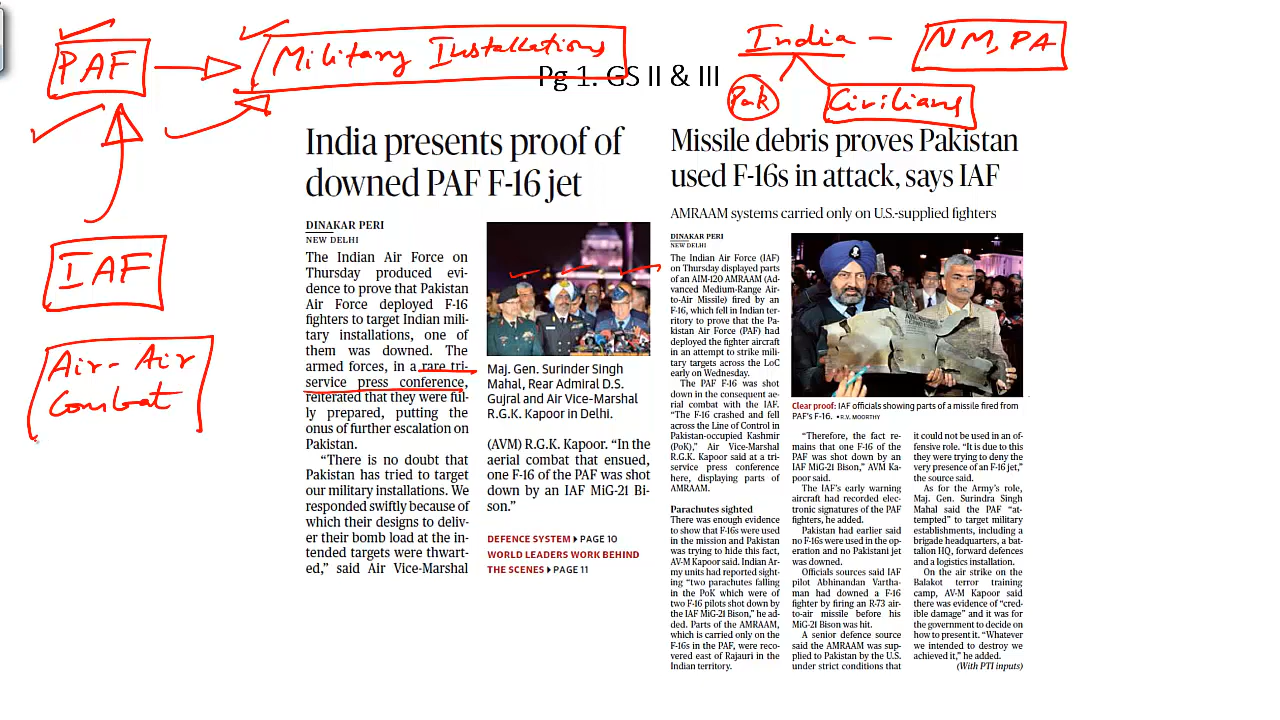 PAF
Military Installations
India - NM, PA
Pak
Civilians
IAF
Air-Air
Combat
Pg 1. GS II & III
India presents proof of
downed PAF F-16 jet
DINAKAR PERI
NEW DELHI
The Indian Air Force on
Thursday produced evi-
dence to prove that Pakistan
Air Force deployed F-16
fighters to target Indian mili-
tary installations, one of
them was downed. The
armed forces, in a rare tri-
service press conference,
reiterated that they were ful-
ly prepared, putting the
onus of further escalation on
Pakistan.
“There is no doubt that
Pakistan has tried to target
our military installations. We
responded swiftly because of
which their designs to deliv-
er their bomb load at the in-
tended targets were thwart-
ed,” said Air Vice-Marshal
Maj. Gen. Surinder Singh
Mahal, Rear Admiral D.S.
Gujral and Air Vice-Marshal
R.G.K. Kapoor in Delhi.
(AVM) R.G.K. Kapoor. “In the
aerial combat that ensued,
one F-16 of the PAF was shot
down by an IAF MiG-21 Bi-
son.”
DEFENCE SYSTEM PAGE 10
WORLD LEADERS WORK BEHIND
THE SCENES PAGE 11
Missile debris proves Pakistan
used F-16s in attack, says IAF
AMRAAM systems carried only on U.S.-supplied fighters
DINAKAR PERI
NEW DELHI
The Indian Air Force (IAF)
on Thursday displayed parts
of an AIM-120 AMRAAM (Ad-
vanced Medium-Range Air-
to-Air Missile) fired by an
F-16, which fell in Indian ter-
ritory to prove that the Pa-
kistan Air Force (PAF) had
deployed the fighter aircraft
in an attempt to strike mili-
tary targets across the LoC
early on Wednesday.
The PAF F-16 was shot
down in the consequent ae-
rial combat with the IAF.
“The F-16 crashed and fell
across the Line of Control in
Pakistan-occupied Kashmir
(PoK),” Air Vice-Marshal
R.G.K. Kapoor said at a tri-
service press conference
here, displaying parts of
AMRAAM.
Parachutes sighted
There was enough evidence
to show that F-16s were used
in the mission and Pakistan
was trying to hide this fact,
AV-M Kapoor said. Indian Ar-
my units had reported sight-
ing “two parachutes falling
in the PoK which were of
two F-16 pilots shot down by
the IAF MiG-21 Bison,” he ad-
ded. Parts of the AMRAAM,
which is carried only on the
F-16s in the PAF, were reco-
vered east of Rajauri in the
Indian territory.
Clear proof: IAF officials showing parts of a missile fired from
PAF's F-16. •R.V. MOORTHY
“Therefore, the fact re-
mains that one F-16 of the
PAF was shot down by an
IAF MiG-21 Bison,” AVM Ka-
poor said.
The IAF's early warning
aircraft had recorded elec-
tronic signatures of the PAF
fighters, he added.
Pakistan had earlier said
no F-16s were used in the op-
eration and no Pakistani jet
was downed.
Officials sources said IAF
pilot Abhinandan Vartha-
man had downed a F-16
fighter by firing an R-73 air-
to-air missile before his
MiG-21 Bison was hit.
A senior defence source
said the AMRAAM was sup-
plied to Pakistan by the U.S.
under strict conditions that
it could not be used in an of-
fensive role. “It is due to this
they were trying to deny the
very presence of an F-16 jet,”
the source said.
As for the Army's role,
Maj. Gen. Surindra Singh
Mahal said the PAF “at-
tempted” to target military
establishments, including a
brigade headquarters, a bat-
talion HQ, forward defences
and a logistics installation.
On the air strike on the
Balakot terror training
camp, AV-M Kapoor said
there was evidence of “cred-
ible damage” and it was for
the government to decide on
how to present it. “Whatever
we intended to destroy we
achieved it,” he added.
(With PTI inputs)